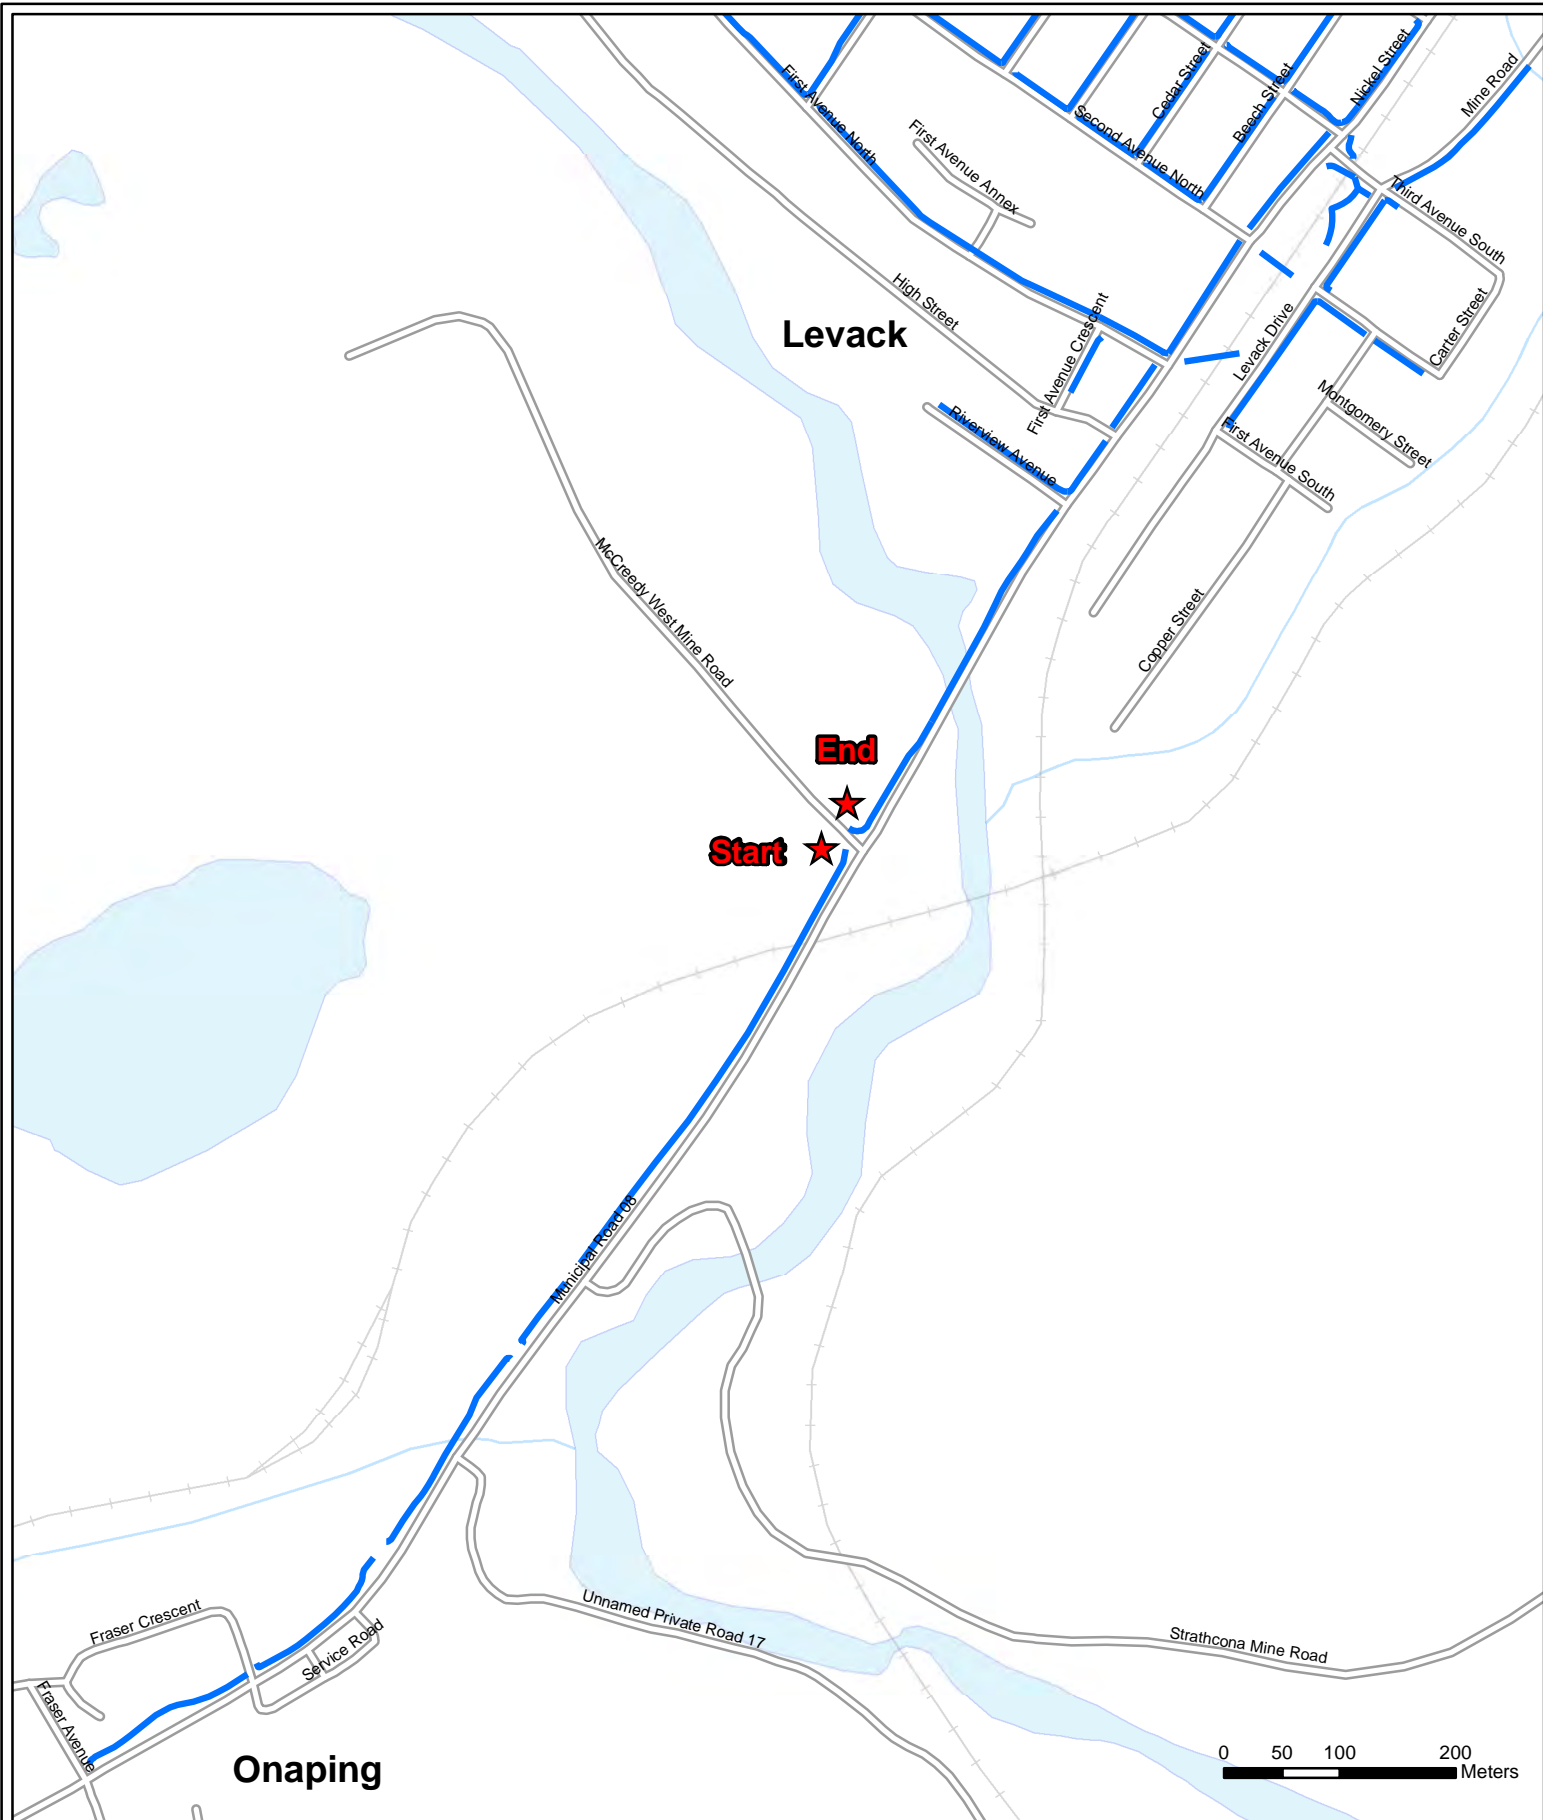 Nickel Street
Mine Road
Cedar Street
Beech Street
First Avenue North
Second Avenue North
First Avenue Annex
Third Avenue South
High Street
Levack
First Avenue Crescent
Levack Drive
Carter Street
Riverview Avenue
Montgomery Street
First Avenue South
McCreedy West Mine Road
Copper Street
End
Start
Municipal Road 08
Fraser Crescent
Service Road
Unnamed Private Road 17
Strathcona Mine Road
Fraser Avenue
Onaping
0 50 100 200
Meters